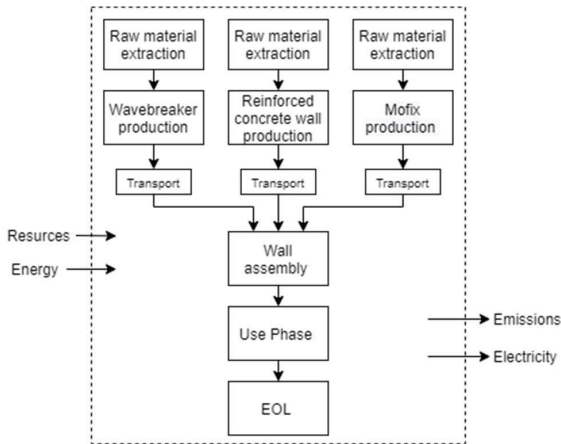 Raw material
extraction
Raw material
extraction
Raw material
extraction
Wavebreaker
production
Reinforced
concrete wall
production
Mofix
production
Transport
Transport
Transport
Resurces
Energy
Wall
assembly
Use Phase
Emissions
Electricity
EOL